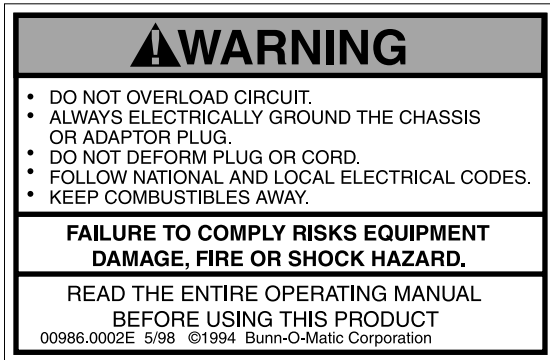 WARNING
• DO NOT OVERLOAD CIRCUIT.
• ALWAYS ELECTRICALLY GROUND THE CHASSIS
OR ADAPTOR PLUG.
• DO NOT DEFORM PLUG OR CORD.
• FOLLOW NATIONAL AND LOCAL ELECTRICAL CODES.
• KEEP COMBUSTIBLES AWAY.
FAILURE TO COMPLY RISKS EQUIPMENT
DAMAGE, FIRE OR SHOCK HAZARD.
READ THE ENTIRE OPERATING MANUAL
BEFORE USING THIS PRODUCT
00986.0002E 5/98 ©1994 Bunn-O-Matic Corporation